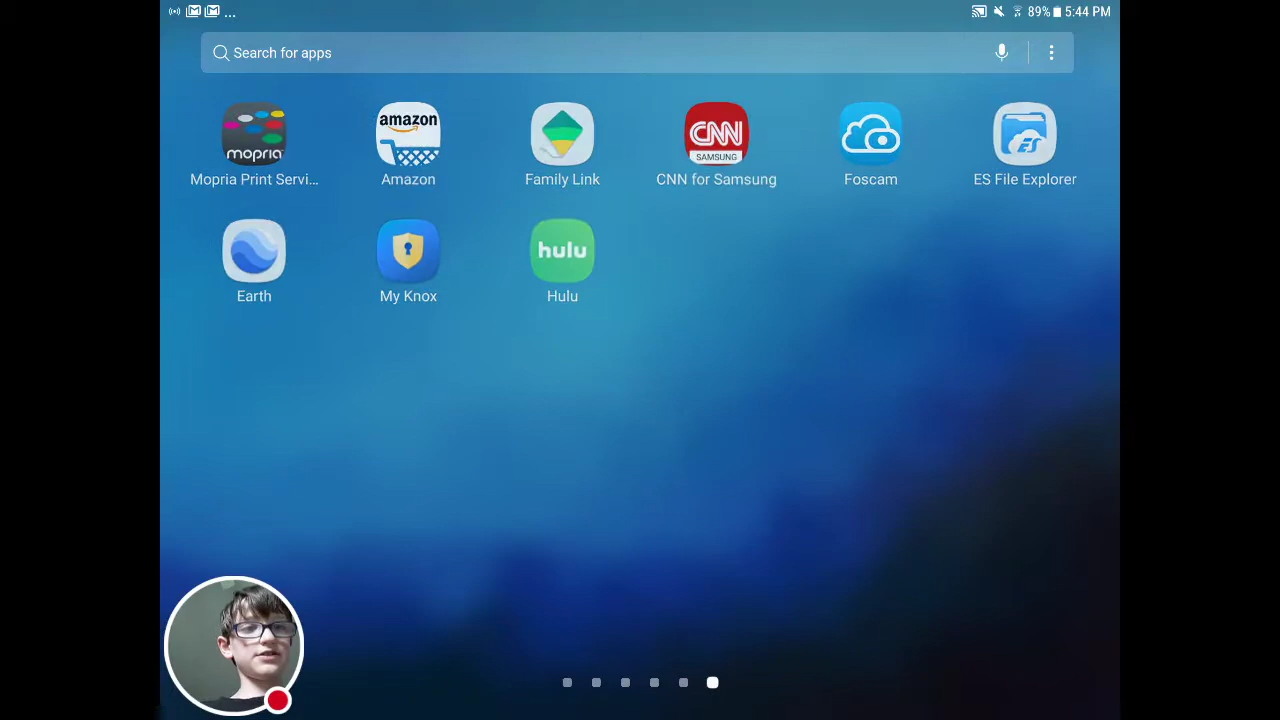 ... 89% 5:44 PM
Search for apps
mopria amazon CNN SAMSUNG ES
Mopria Print Servi... Amazon Family Link CNN for Samsung Foscam ES File Explorer
hulu
Earth My Knox Hulu